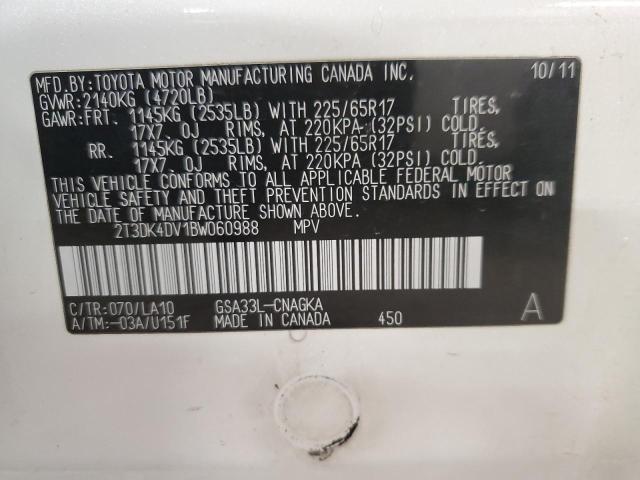 MFD.BY:TOYOTA MOTOR MANUFACTURING CANADA INC. 10/11
GVWR:2140KG (4720LB)
GAWR:FRT. 1145KG (2535LB) WITH 225/65R17 TIRES,
17X7.0J RIMS, AT 220KPA (32PSI) COLD.
RR. 1145KG (2535LB) WITH 225/65R17 TIRES,
17X7.0J RIMS, AT 220KPA (32PSI) COLD.
THIS VEHICLE CONFORMS TO ALL APPLICABLE FEDERAL MOTOR
VEHICLE SAFETY AND THEFT PREVENTION STANDARDS IN EFFECT ON
THE DATE OF MANUFACTURE SHOWN ABOVE.
2T3DK4DV1BW060988 MPV
C/TR:070/LA10 GSA33L-CNAGKA
A/TM:-03A/U151F MADE IN CANADA 450 A